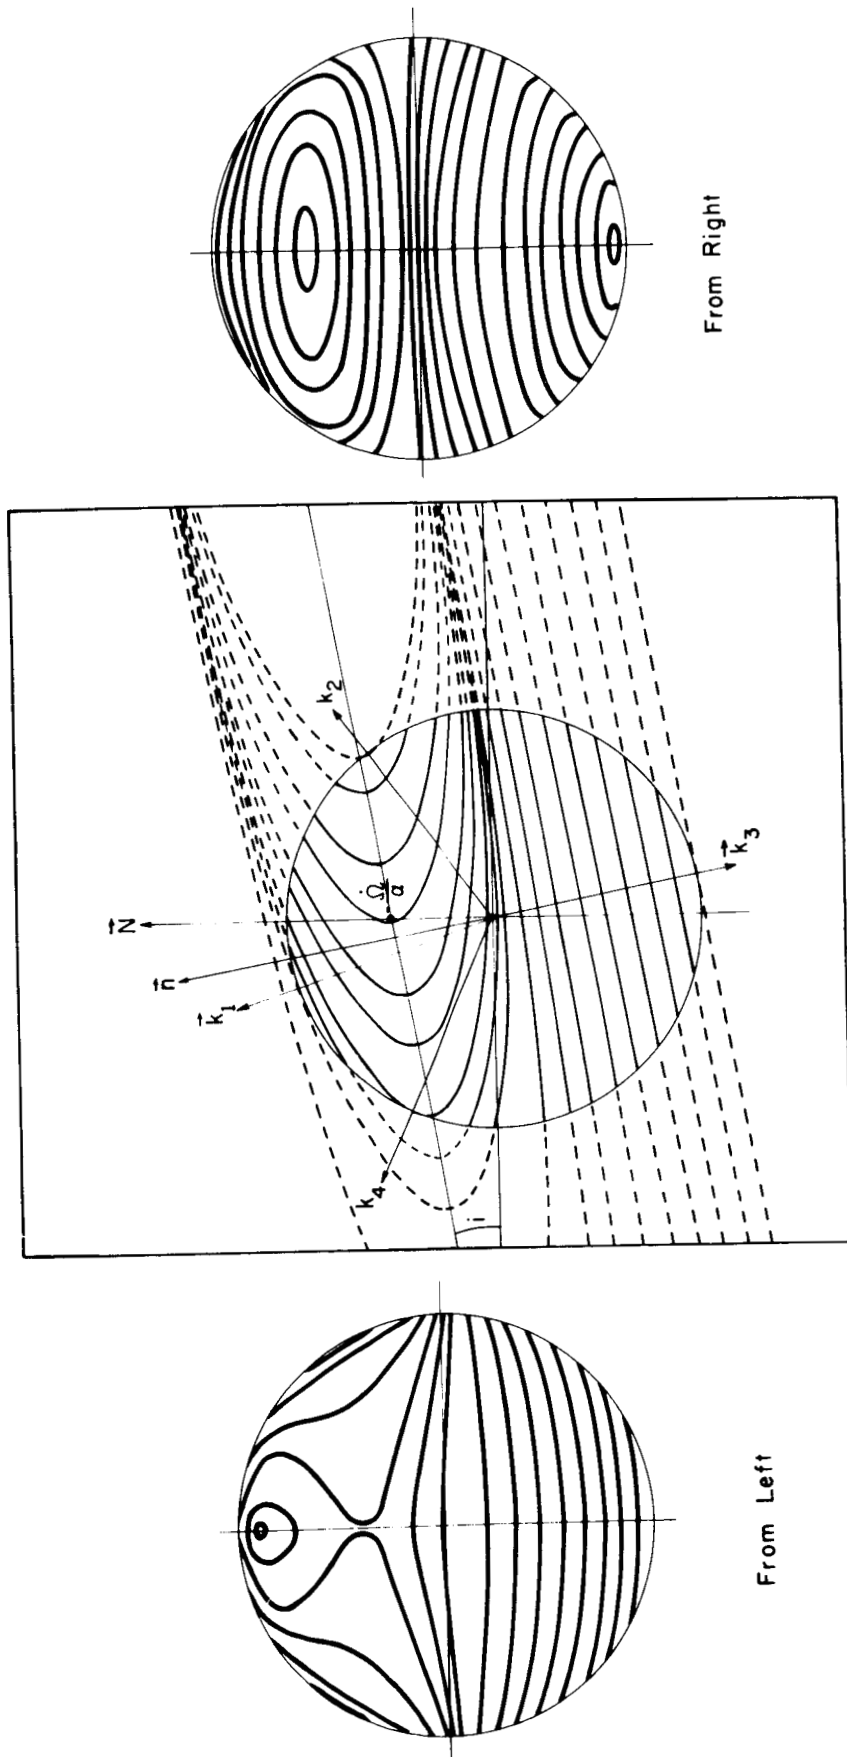 From Left
From Right
N
n
k1
k2
k3
k4
Ω̇
α
i